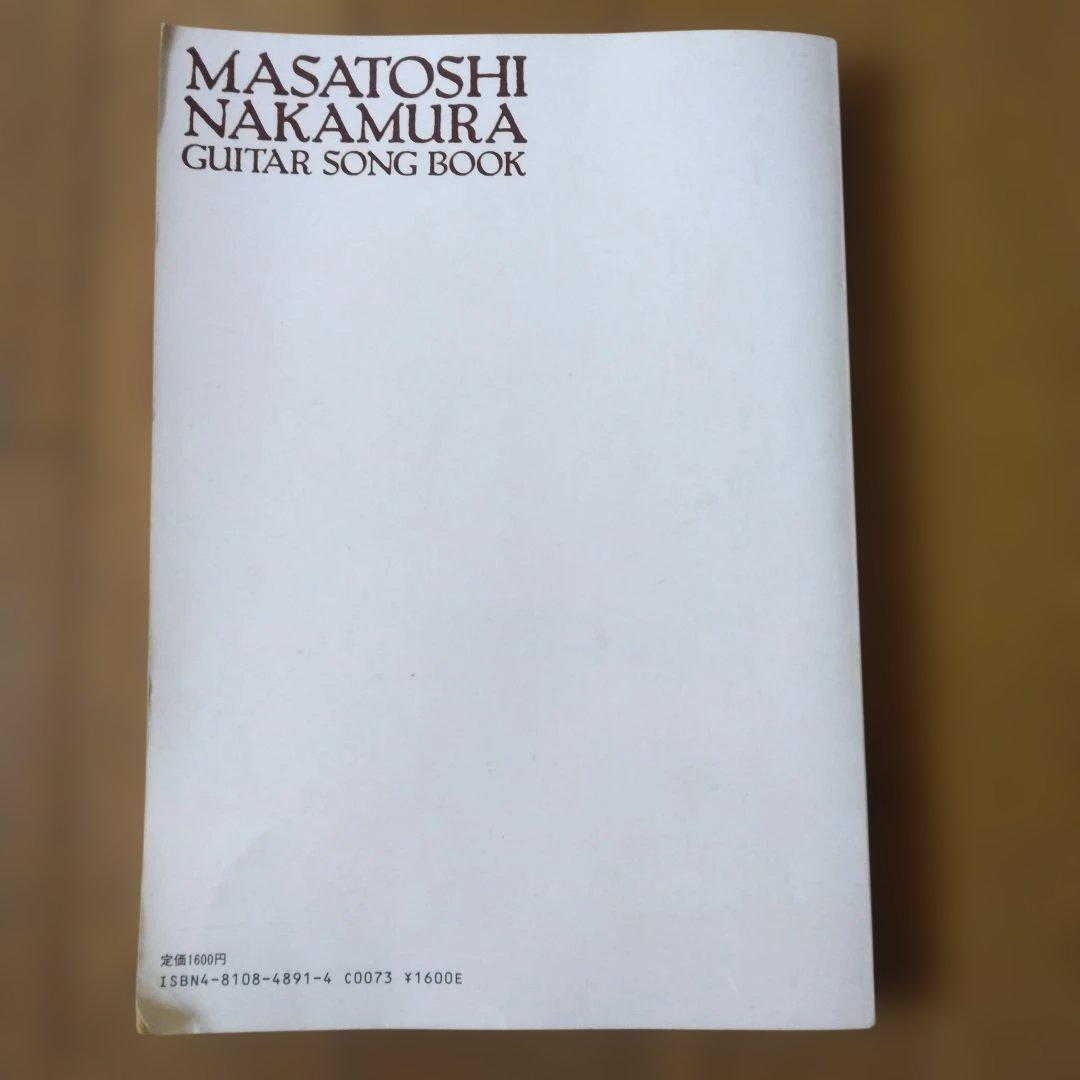 MASATOSHI
NAKAMURA
GUITAR SONG BOOK
定価1600円
ISBN4-8108-4891-4 C0073 ¥1600E